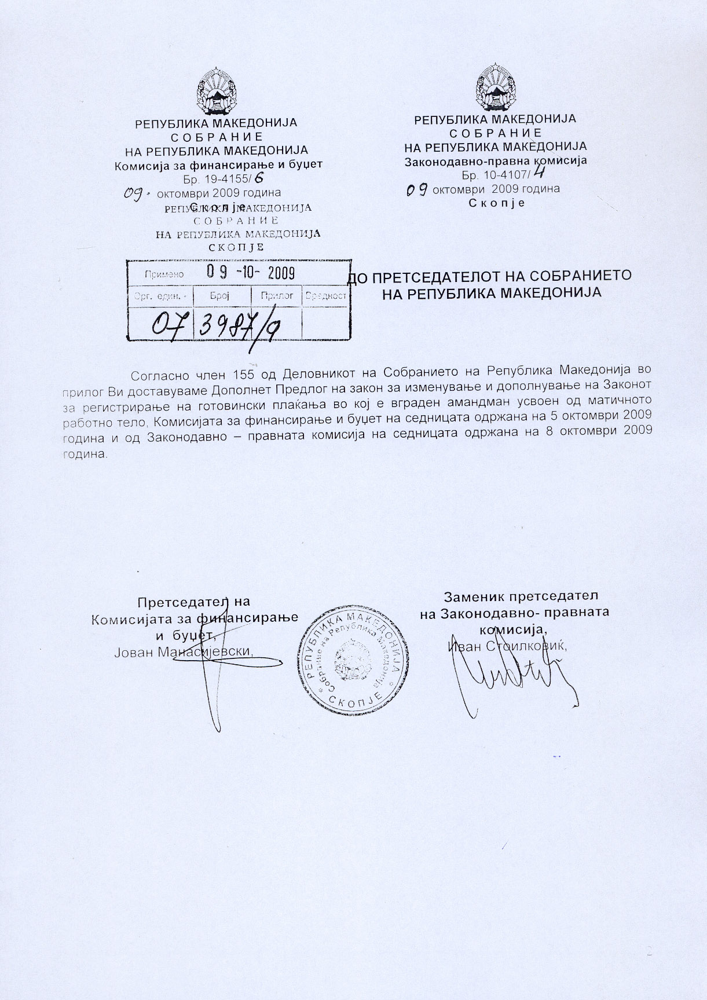 РЕПУБЛИКА МАКЕДОНИЈА
С О Б Р А Н И Е
НА РЕПУБЛИКА МАКЕДОНИЈА
Комисија за финансирање и буџет
Бр. 19-4155/6
09. октомври 2009 година
Скопје
РЕПУБЛИКА МАКЕДОНИЈА
С О Б Р А Н И Е
НА РЕПУБЛИКА МАКЕДОНИЈА
Законодавно-правна комисија
Бр. 10-4107/4
09 октомври 2009 година
Скопје
РЕПУБЛИКА МАКЕДОНИЈА
С О Б Р А Н И Е
НА РЕПУБЛИКА МАКЕДОНИЈА
СКОПЈЕ
Примено 09 -10- 2009
Орг. един. Број Прилог Вредност
07 3987/9
ДО ПРЕТСЕДАТЕЛОТ НА СОБРАНИЕТО
НА РЕПУБЛИКА МАКЕДОНИЈА
Согласно член 155 од Деловникот на Собранието на Република Македонија во
прилог Ви доставуваме Дополнет Предлог на закон за изменување и дополнување на Законот
за регистрирање на готовински плаќања во кој е вграден амандман усвоен од матичното
работно тело, Комисијата за финансирање и буџет на седницата одржана на 5 октомври 2009
година и од Законодавно – правната комисија на седницата одржана на 8 октомври 2009
година.
Претседател на
Комисијата за финансирање
и буџет,
Јован Манасијевски,
Заменик претседател
на Законодавно- правната
комисија,
Иван Стоилковиќ,
РЕПУБЛИКА МАКЕДОНИЈА
Собрание на Република Македонија
* СКОПЈЕ *
2